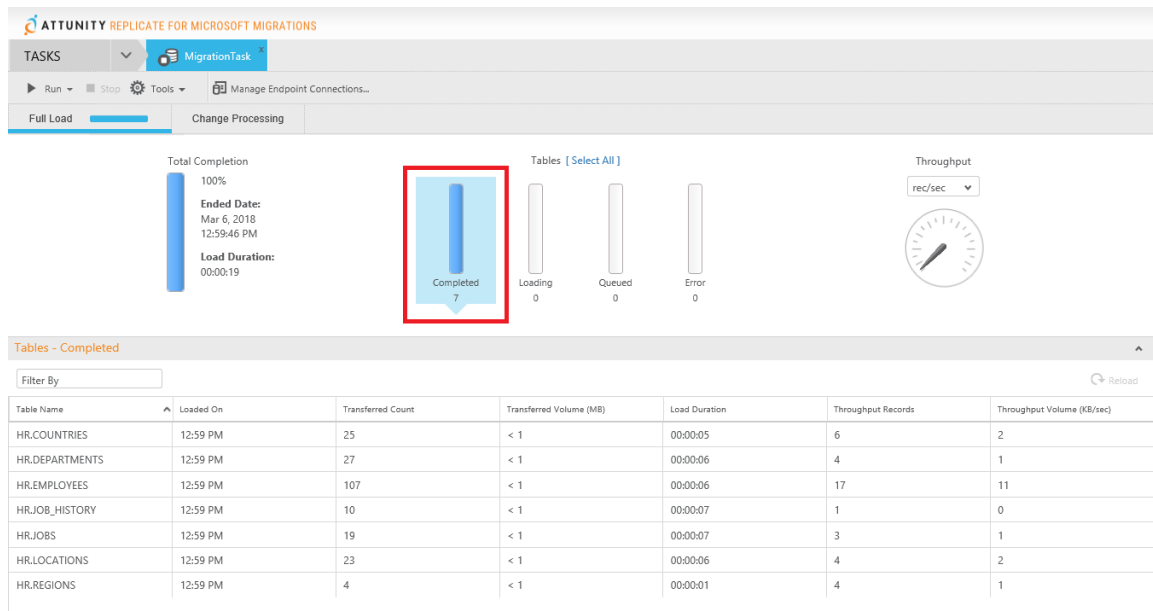 ATTUNITY REPLICATE FOR MICROSOFT MIGRATIONS
TASKS MigrationTask x
Run Stop Tools Manage Endpoint Connections...
Full Load Change Processing
Total Completion
100%
Ended Date:
Mar 6, 2018
12:59:46 PM
Load Duration:
00:00:19
Tables [ Select All ]
Completed Loading Queued Error
7 0 0 0
Throughput
rec/sec
Tables - Completed
Filter By Reload
Table Name Loaded On Transferred Count Transferred Volume (MB) Load Duration Throughput Records Throughput Volume (KB/sec)
HR.COUNTRIES 12:59 PM 25 < 1 00:00:05 6 2
HR.DEPARTMENTS 12:59 PM 27 < 1 00:00:06 4 1
HR.EMPLOYEES 12:59 PM 107 < 1 00:00:06 17 11
HR.JOB_HISTORY 12:59 PM 10 < 1 00:00:07 1 0
HR.JOBS 12:59 PM 19 < 1 00:00:07 3 1
HR.LOCATIONS 12:59 PM 23 < 1 00:00:06 4 2
HR.REGIONS 12:59 PM 4 < 1 00:00:01 4 1